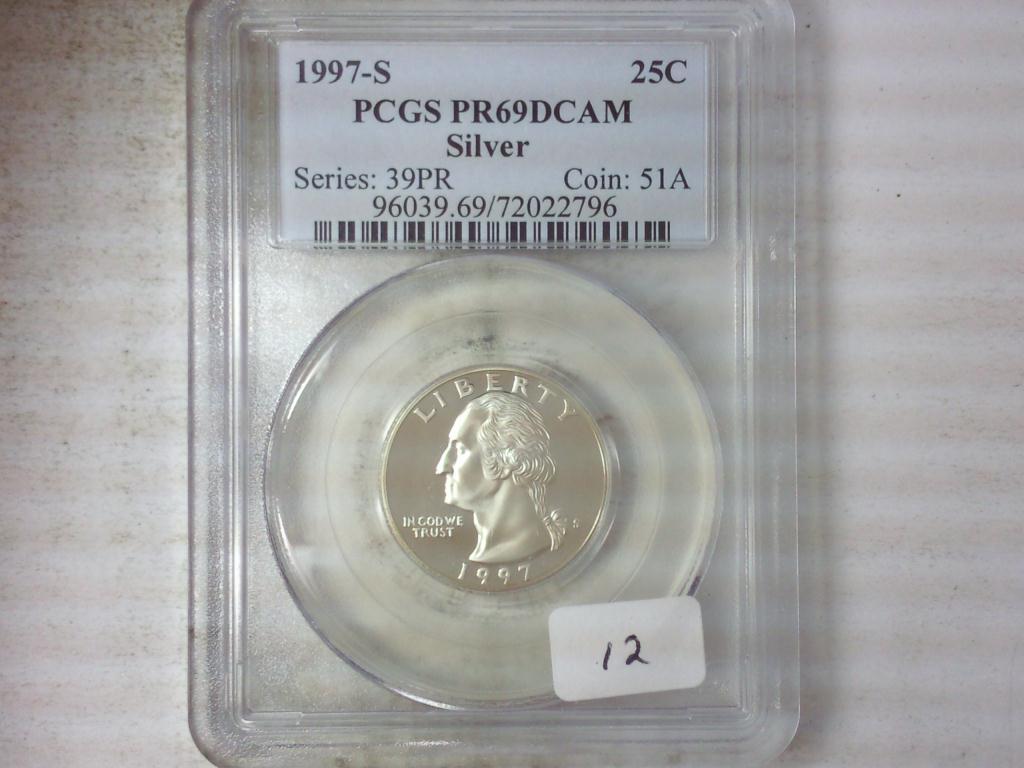 1997-S 25C
PCGS PR69DCAM
Silver
Series: 39PR Coin: 51A
96039.69/72022796
LIBERTY
IN GOD WE
TRUST
S
1997
12